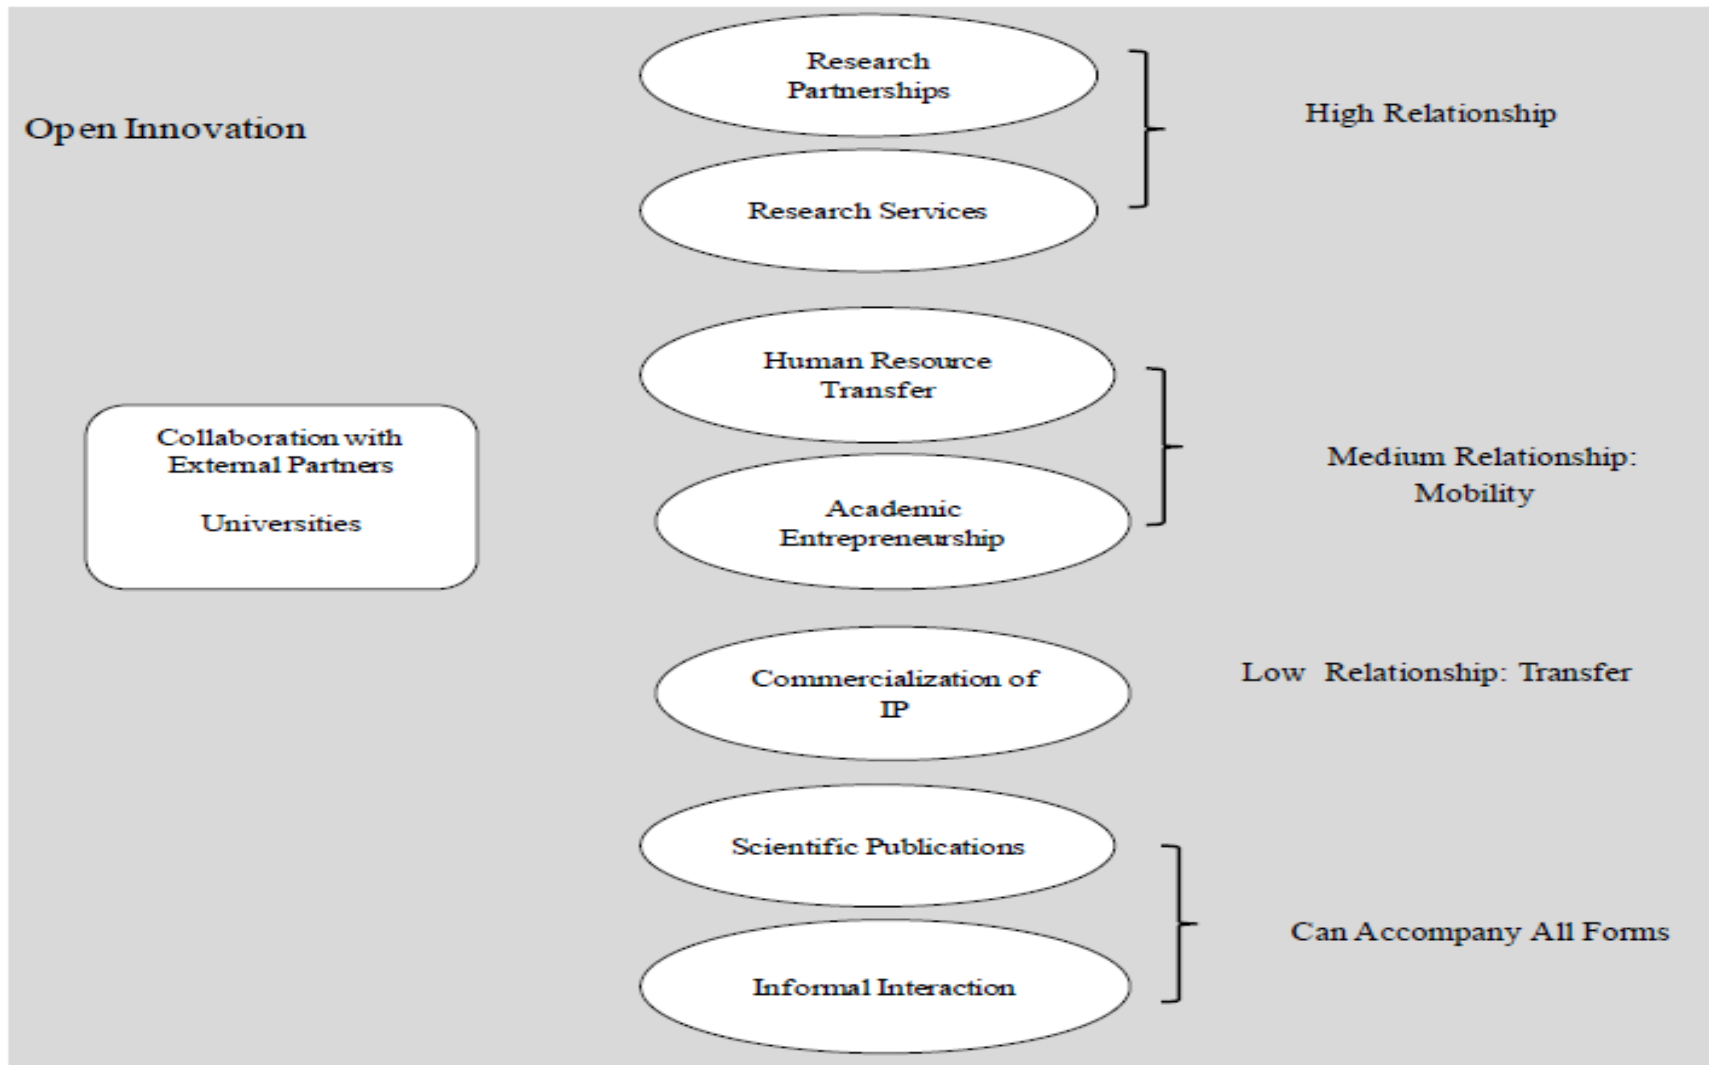 Open Innovation
Collaboration with
External Partners
Universities
Research
Partnerships
Research Services
High Relationship
Human Resource
Transfer
Academic
Entrepreneurship
Medium Relationship:
Mobility
Commercialization of
IP
Low Relationship: Transfer
Scientific Publications
Informal Interaction
Can Accompany All Forms